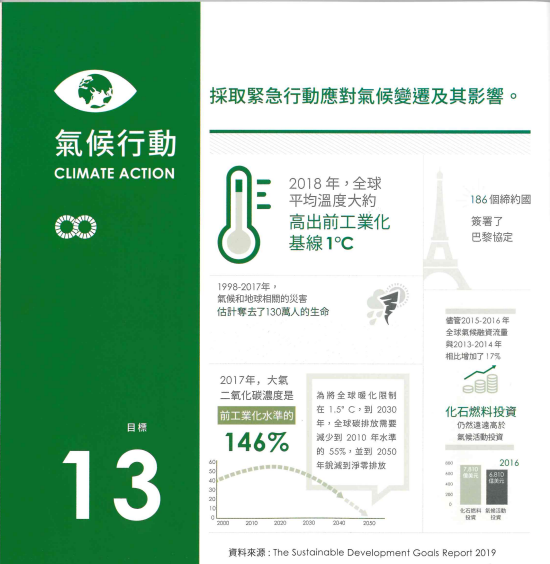 氣候行動
CLIMATE ACTION
目標
13
採取緊急行動應對氣候變遷及其影響。
2018 年，全球
平均溫度大約
高出前工業化
基線 1°C
186 個締約國
簽署了
巴黎協定
1998-2017年，
氣候和地球相關的災害
估計奪去了130萬人的生命
儘管2015-2016 年
全球氣候融資流量
與2013-2014 年
相比增加了17%
化石燃料投資
仍然遠遠高於
氣候活動投資
2017年，大氣
二氧化碳濃度是
前工業化水準的
146%
為將全球暖化限制
在 1.5° C，到 2030
年，全球碳排放需要
減少到 2010 年水準
的 55%，並到 2050
年銳減到淨零排放
60
50
40
30
20
10
0
2000 2010 2020 2030 2040 2050
2016
800
600
400
200
0
7,810
億美元
6,810
億美元
化石燃料
投資
氣候活動
投資
資料來源 : The Sustainable Development Goals Report 2019